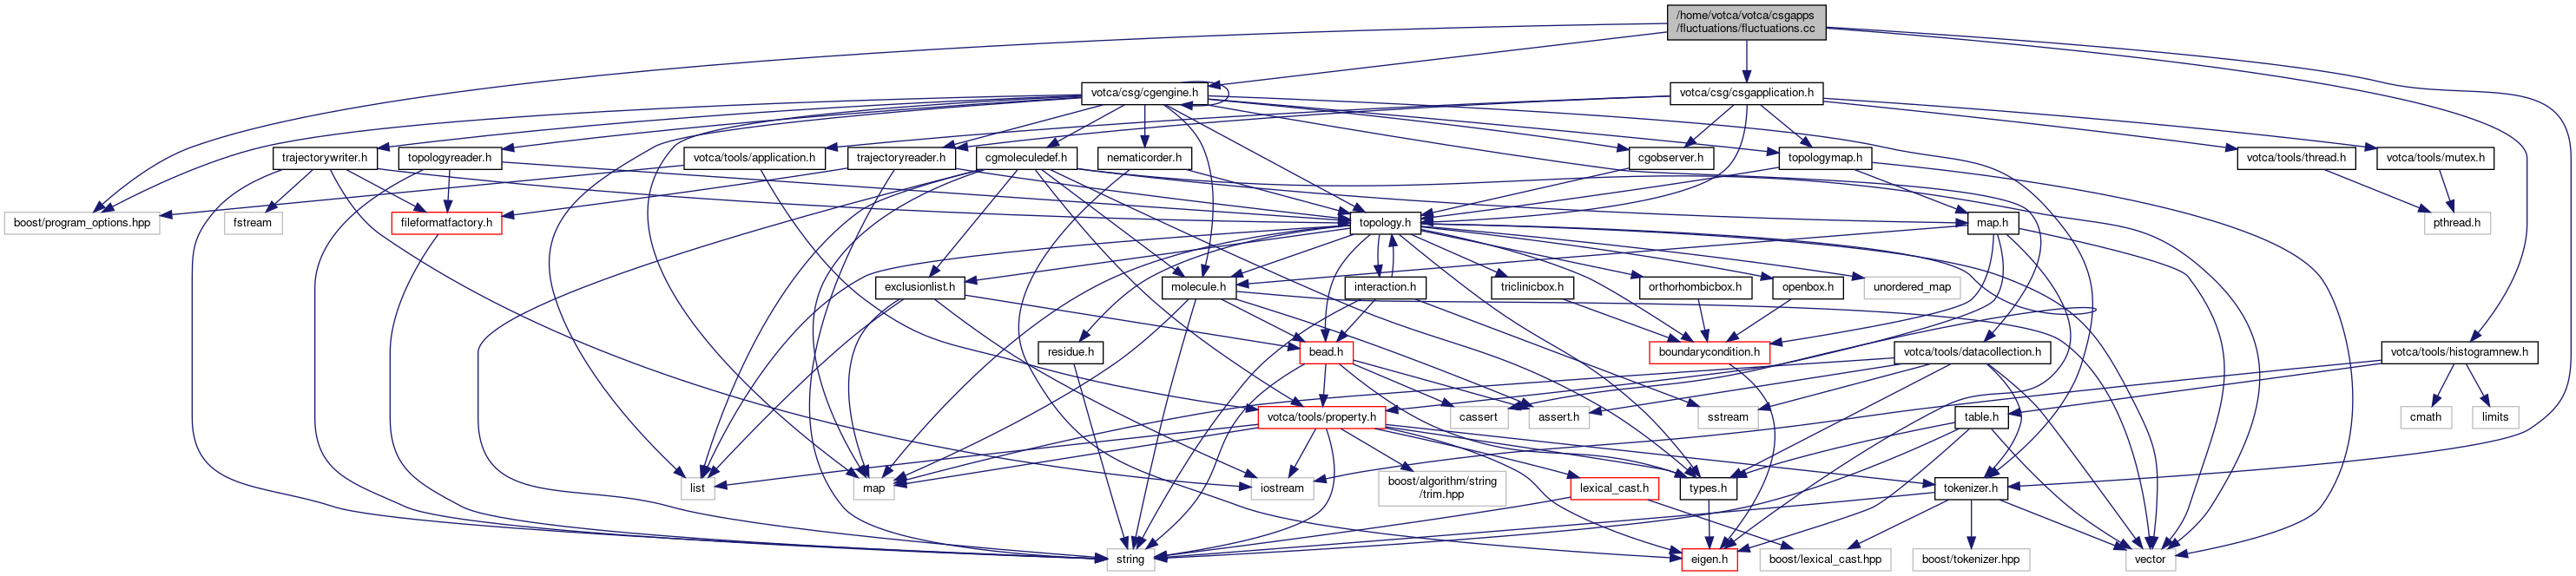 /home/votca/votca/csgapps
/fluctuations/fluctuations.cc
votca/csg/cgengine.h
votca/csg/csgapplication.h
trajectorywriter.h
topologyreader.h
votca/tools/application.h
trajectoryreader.h
cgmoleculedef.h
nematicorder.h
cgobserver.h
topologymap.h
votca/tools/thread.h
votca/tools/mutex.h
boost/program_options.hpp
fstream
fileformatfactory.h
topology.h
map.h
pthread.h
exclusionlist.h
molecule.h
interaction.h
triclinicbox.h
orthorhombicbox.h
openbox.h
unordered_map
residue.h
bead.h
boundarycondition.h
votca/tools/datacollection.h
votca/tools/histogramnew.h
votca/tools/property.h
cassert
assert.h
sstream
table.h
cmath
limits
list
map
iostream
boost/algorithm/string
/trim.hpp
lexical_cast.h
types.h
tokenizer.h
string
eigen.h
boost/lexical_cast.hpp
boost/tokenizer.hpp
vector